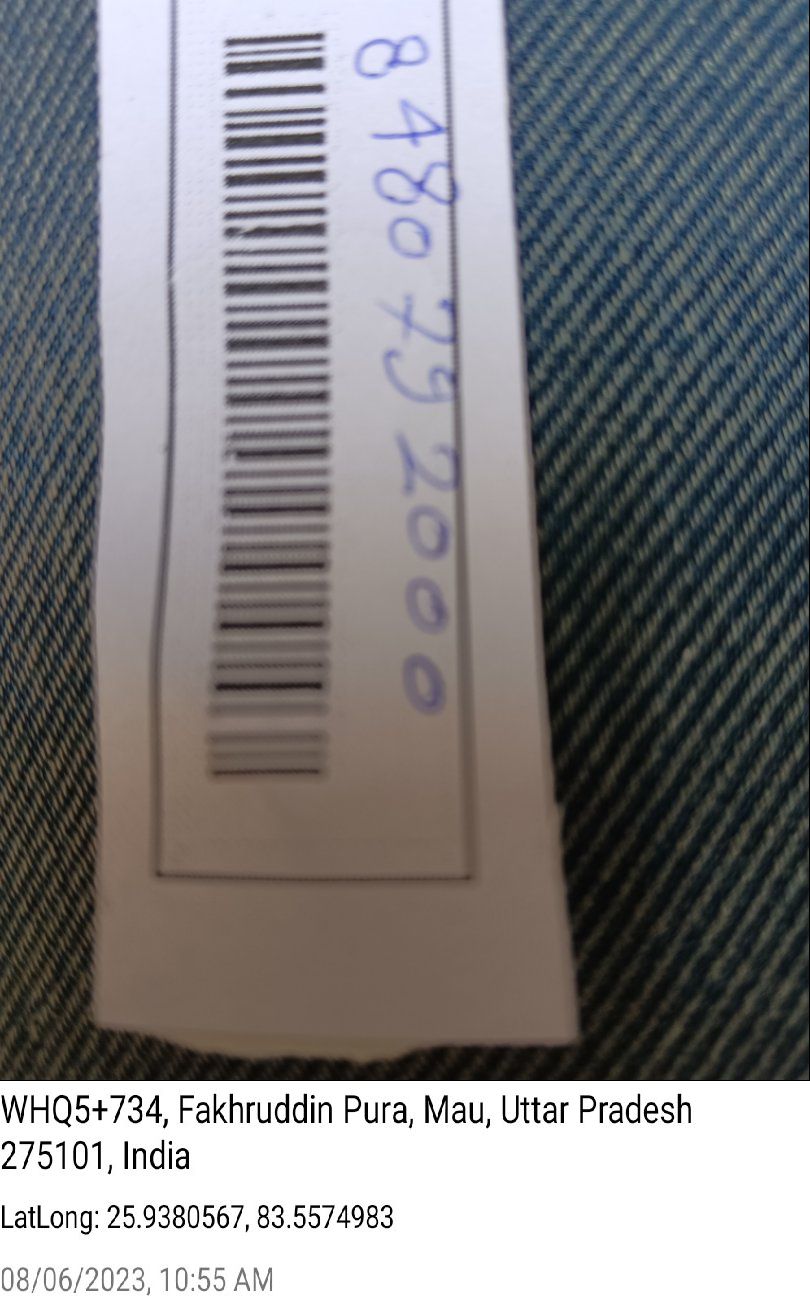 8480792000
WHQ5+734, Fakhruddin Pura, Mau, Uttar Pradesh
275101, India
LatLong: 25.9380567, 83.5574983
08/06/2023, 10:55 AM